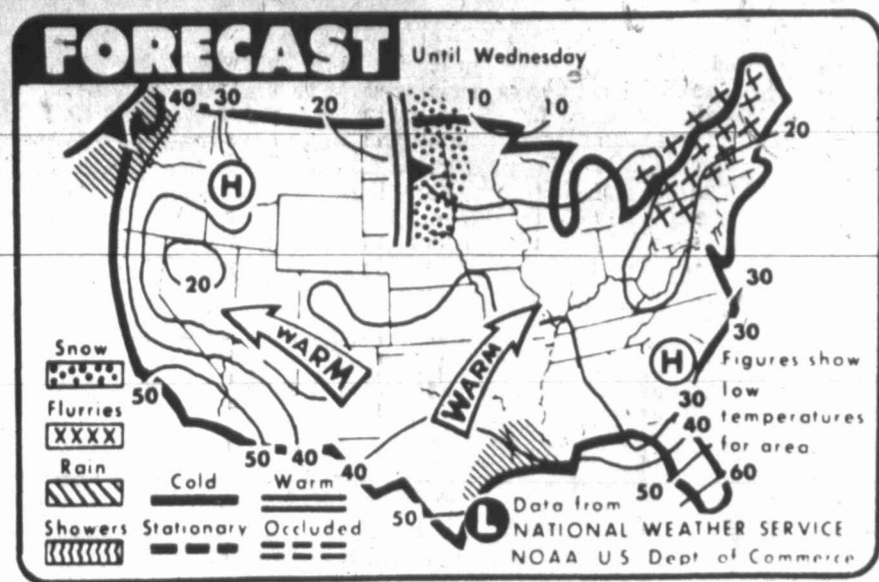 FORECAST
Until Wednesday
40 30 20 10 10
20
H
20
30
30
WARM
WARM
H
Snow
Figures show
low
temperatures
for area
30
40
50
Flurries
XXXX
50 40 40
50 60
Rain
Cold Warm
50
L
Data from
Showers Stationary Occluded
NATIONAL WEATHER SERVICE
NOAA US Dept of Commerce